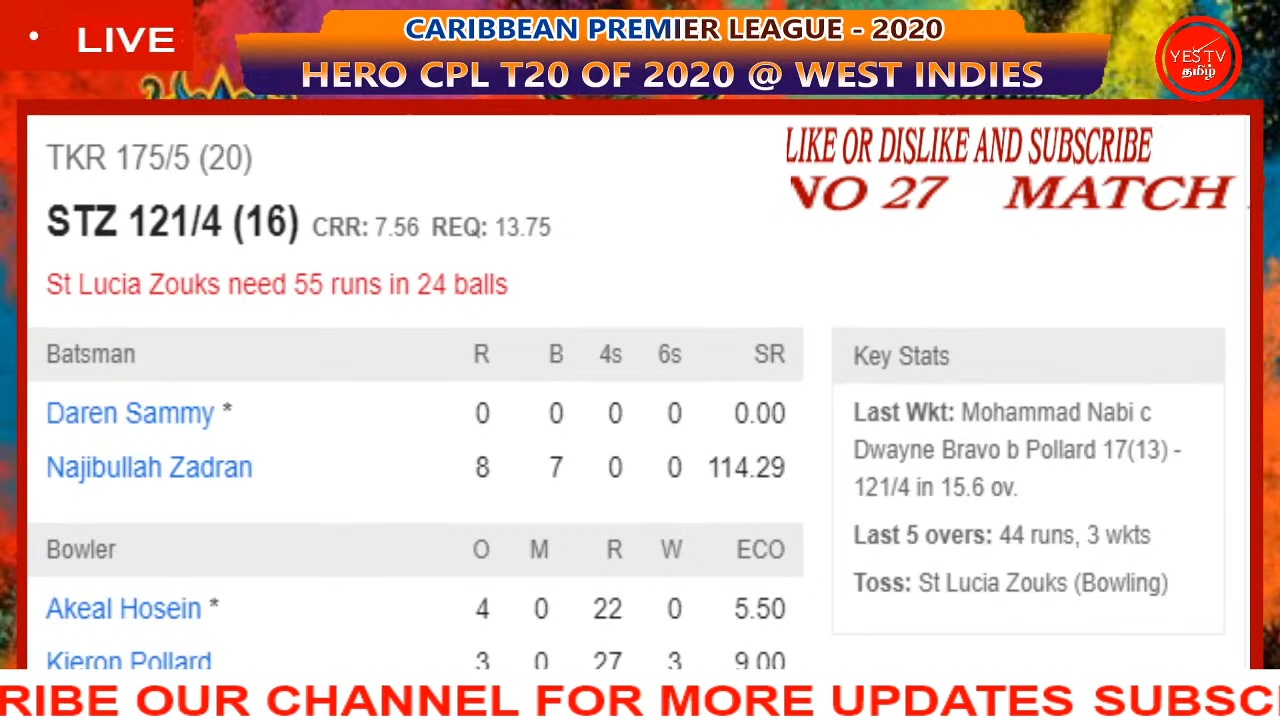 • LIVE
CARIBBEAN PREMIER LEAGUE - 2020
HERO CPL T20 OF 2020 @ WEST INDIES
YESTV
தமிழ்
TKR 175/5 (20)
LIKE OR DISLIKE AND SUBSCRIBE
NO 27 MATCH
STZ 121/4 (16) CRR: 7.56 REQ: 13.75
St Lucia Zouks need 55 runs in 24 balls
Batsman R B 4s 6s SR
Daren Sammy * 0 0 0 0 0.00
Najibullah Zadran 8 7 0 0 114.29
Key Stats
Last Wkt: Mohammad Nabi c
Dwayne Bravo b Pollard 17(13) -
121/4 in 15.6 ov.
Last 5 overs: 44 runs, 3 wkts
Toss: St Lucia Zouks (Bowling)
Bowler O M R W ECO
Akeal Hosein * 4 0 22 0 5.50
Kieron Pollard 3 0 27 3 9.00
RIBE OUR CHANNEL FOR MORE UPDATES SUBSC